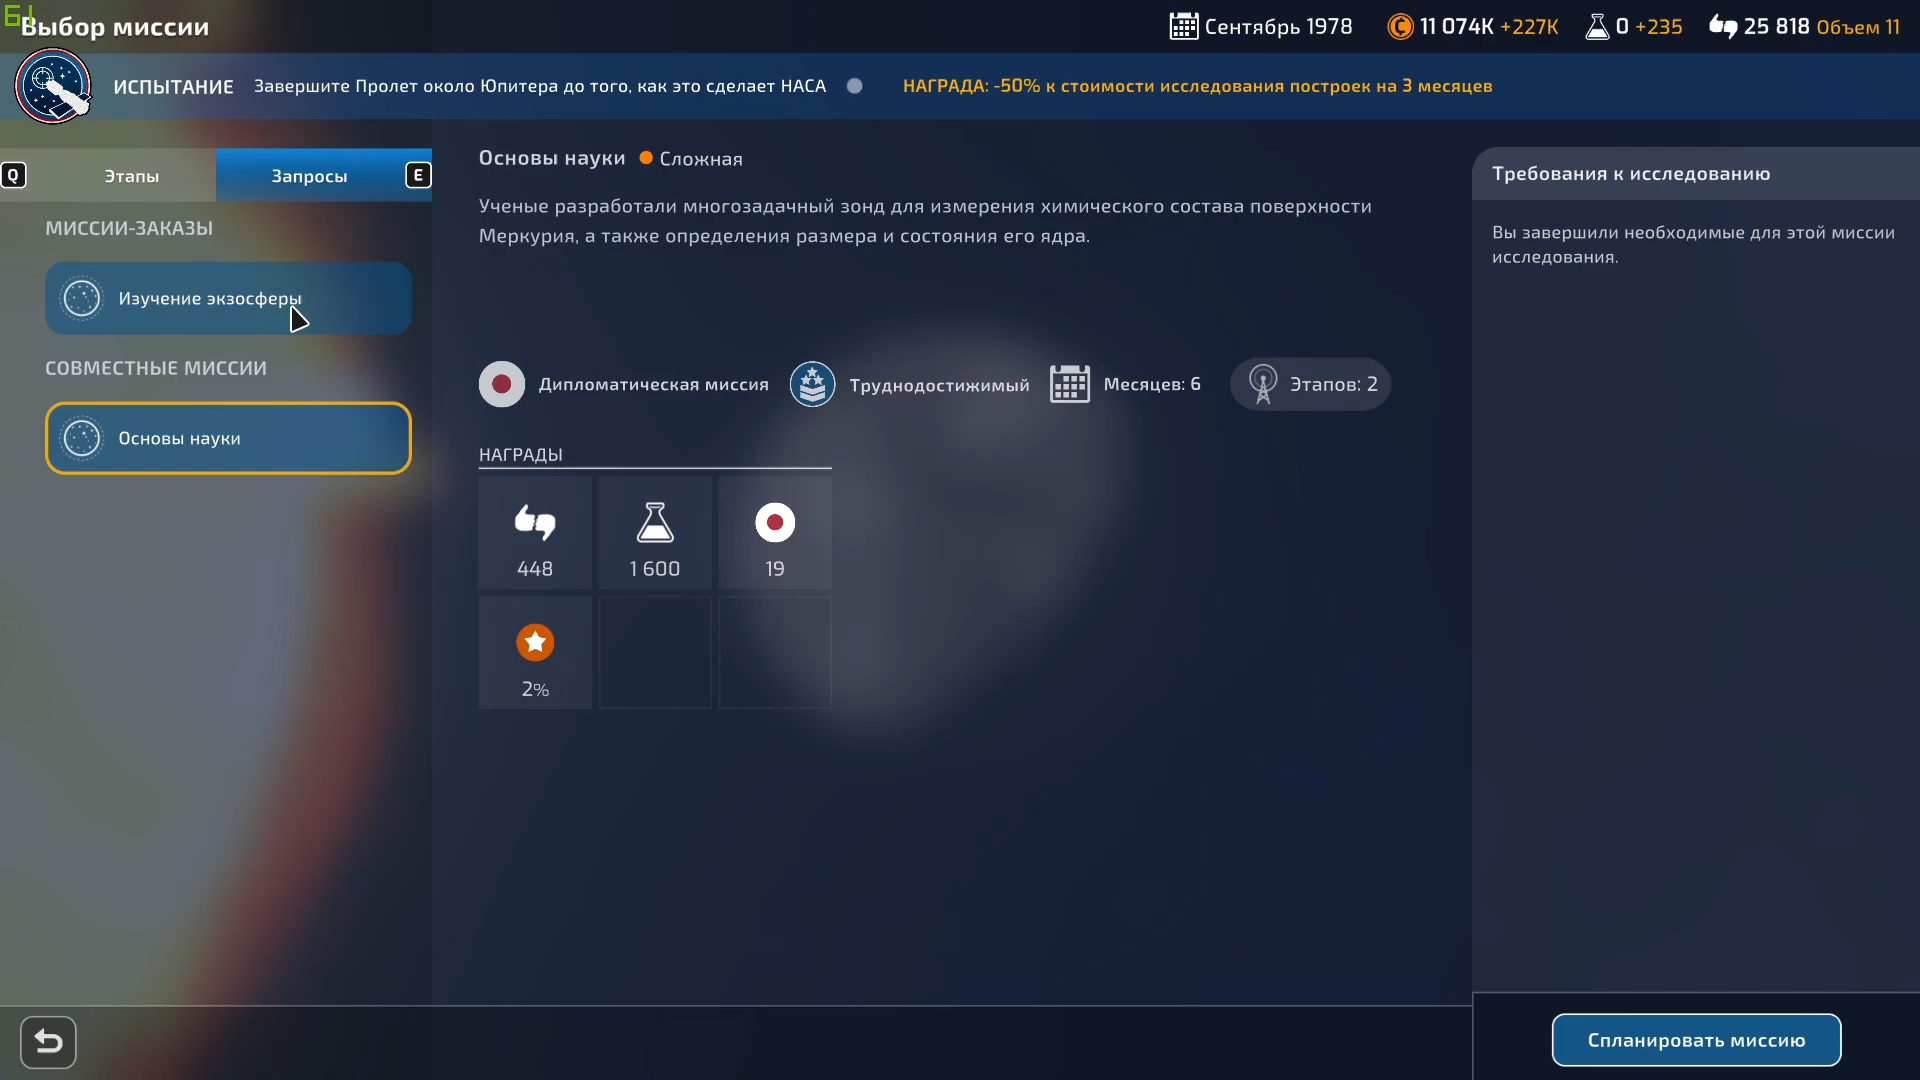 61
Выбор миссии
Сентябрь 1978
11 074K +227K
0 +235
25 818 Объем 11
ИСПЫТАНИЕ
Завершите Пролет около Юпитера до того, как это сделает НАСА
НАГРАДА: -50% к стоимости исследования построек на 3 месяцев
Q
Этапы
Запросы
E
МИССИИ-ЗАКАЗЫ
Изучение экзосферы
СОВМЕСТНЫЕ МИССИИ
Основы науки
Основы науки
Сложная
Ученые разработали многозадачный зонд для измерения химического состава поверхности
Меркурия, а также определения размера и состояния его ядра.
Дипломатическая миссия
Труднодостижимый
Месяцев: 6
Этапов: 2
НАГРАДЫ
448
1 600
19
2%
Требования к исследованию
Вы завершили необходимые для этой миссии
исследования.
Спланировать миссию